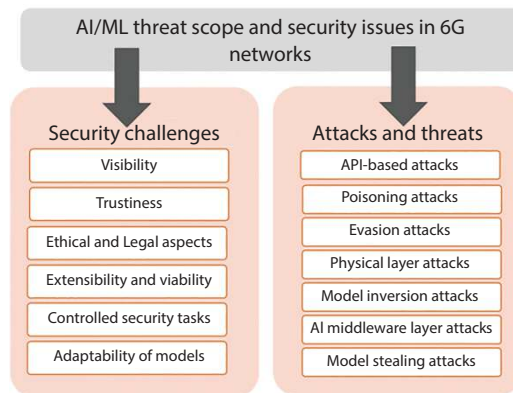 AI/ML threat scope and security issues in 6G
networks
Security challenges
Visibility
Trustiness
Ethical and Legal aspects
Extensibility and viability
Controlled security tasks
Adaptability of models
Attacks and threats
API-based attacks
Poisoning attacks
Evasion attacks
Physical layer attacks
Model inversion attacks
AI middleware layer attacks
Model stealing attacks